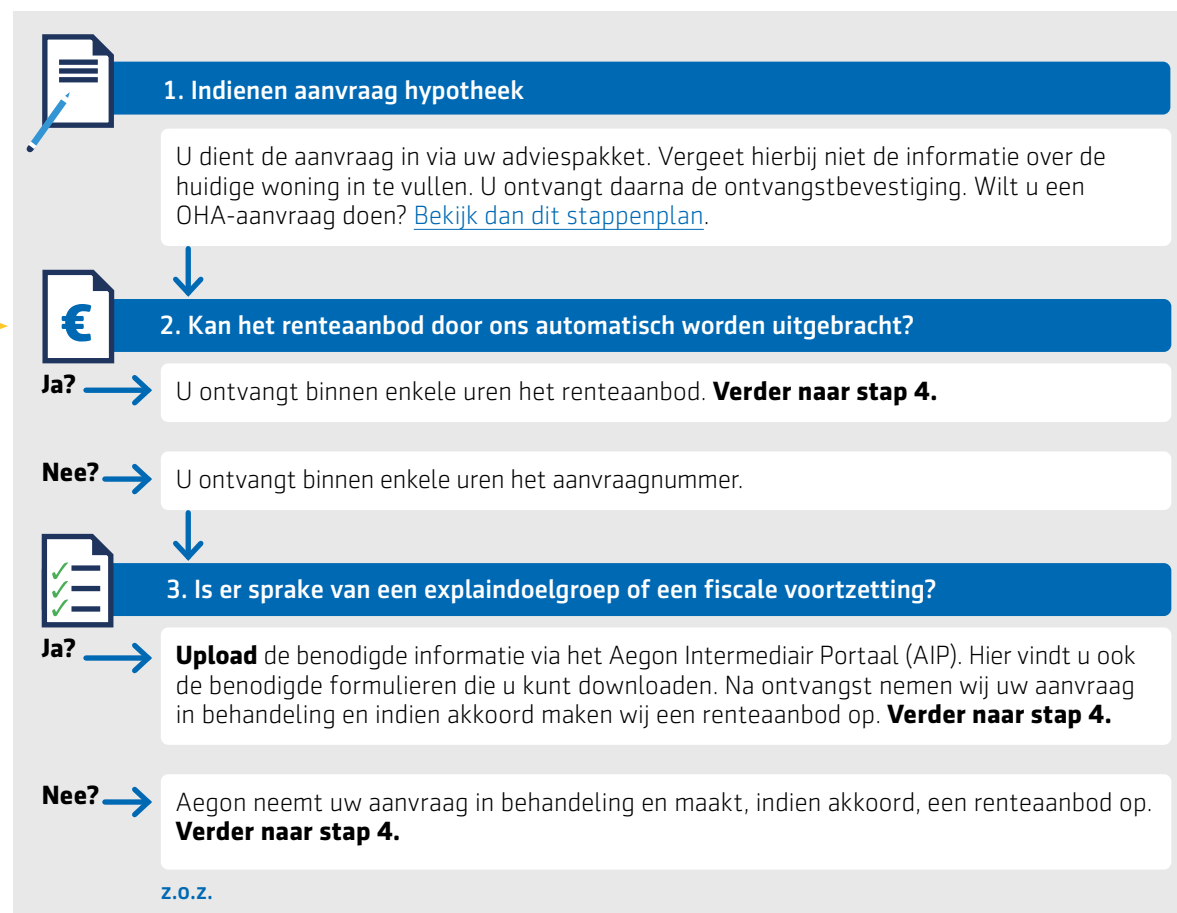 1. Indienen aanvraag hypotheek
U dient de aanvraag in via uw adviespakket. Vergeet hierbij niet de informatie over de
huidige woning in te vullen. U ontvangt daarna de ontvangstbevestiging. Wilt u een
OHA-aanvraag doen? Bekijk dan dit stappenplan.
€
2. Kan het renteaanbod door ons automatisch worden uitgebracht?
Ja?
U ontvangt binnen enkele uren het renteaanbod. Verder naar stap 4.
Nee?
U ontvangt binnen enkele uren het aanvraagnummer.
3. Is er sprake van een explaindoelgroep of een fiscale voortzetting?
Ja?
Upload de benodigde informatie via het Aegon Intermediair Portaal (AIP). Hier vindt u ook
de benodigde formulieren die u kunt downloaden. Na ontvangst nemen wij uw aanvraag
in behandeling en indien akkoord maken wij een renteaanbod op. Verder naar stap 4.
Nee?
Aegon neemt uw aanvraag in behandeling en maakt, indien akkoord, een renteaanbod op.
Verder naar stap 4.
z.o.z.